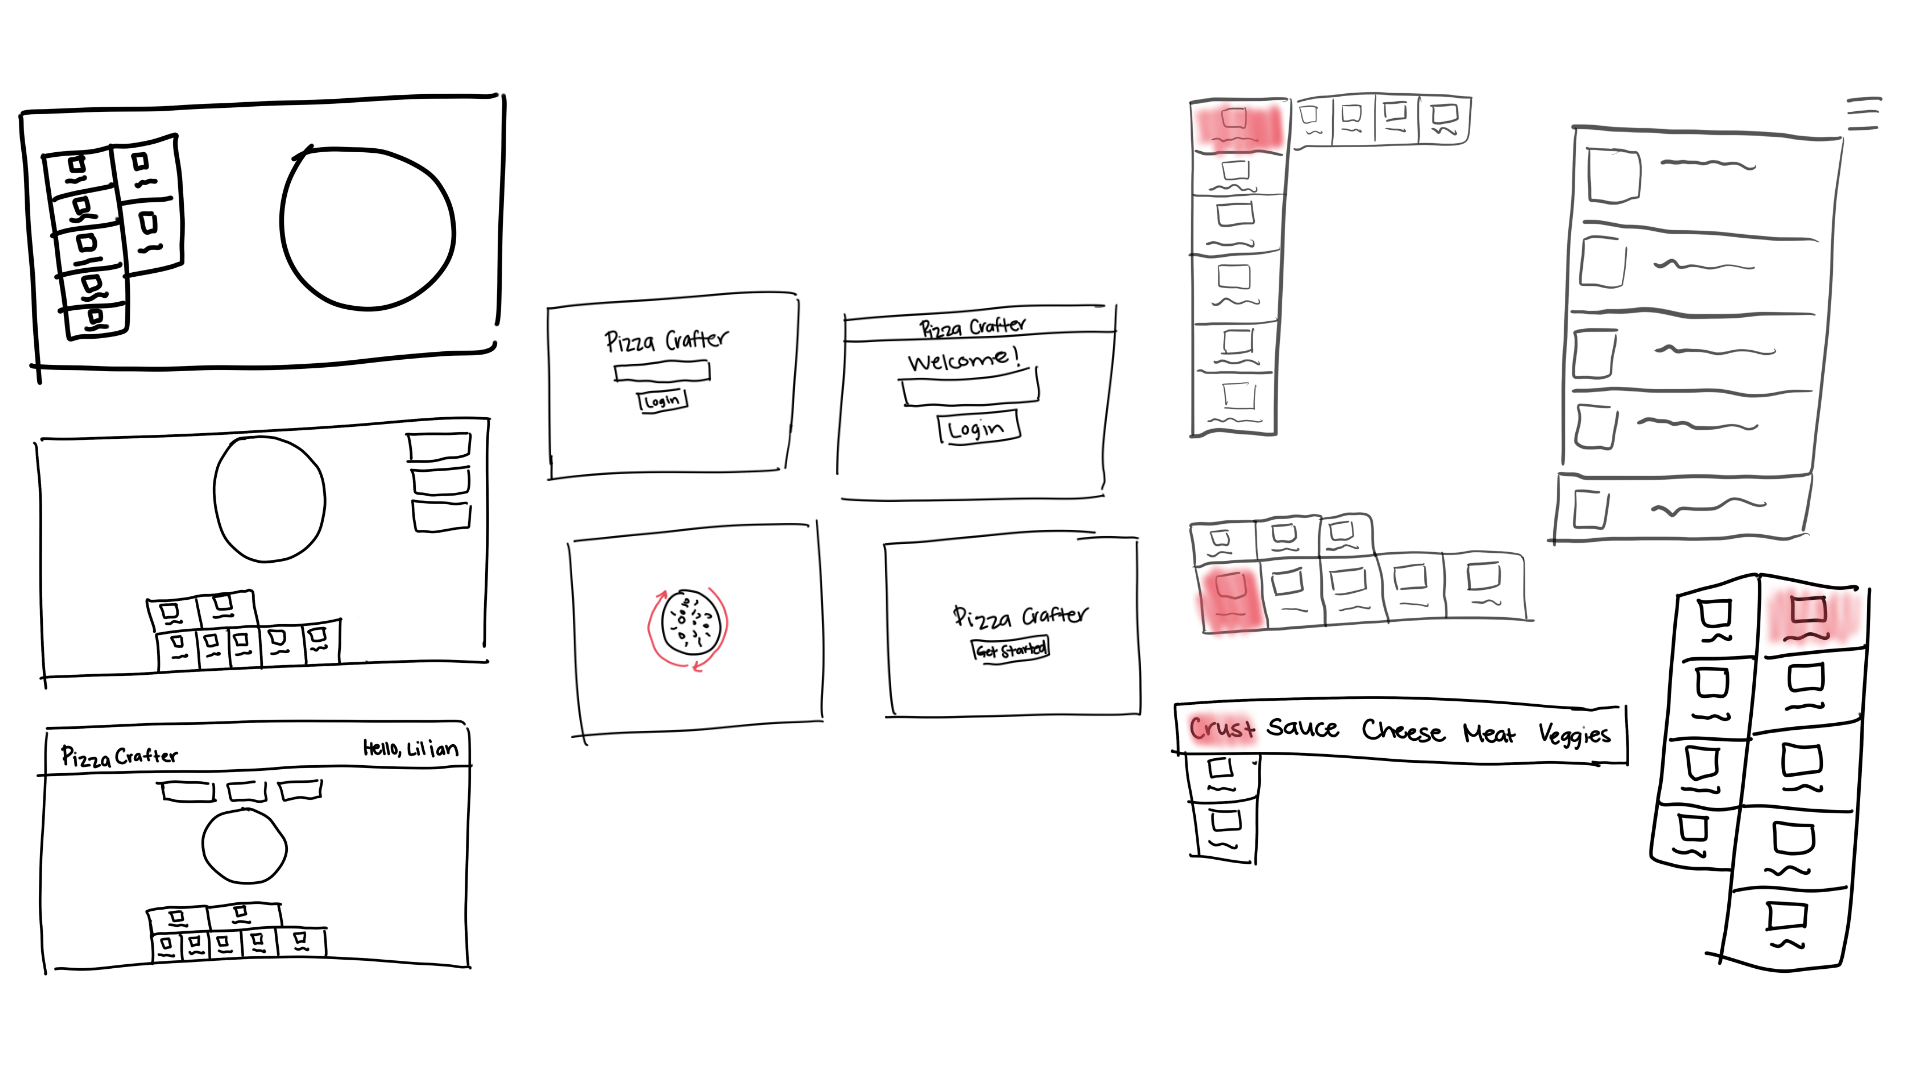 Pizza Crafter
Login
Pizza Crafter
Welcome!
Login
Pizza Crafter
Get Started
Crust Sauce Cheese Meat Veggies
Pizza Crafter Hello, Lilian